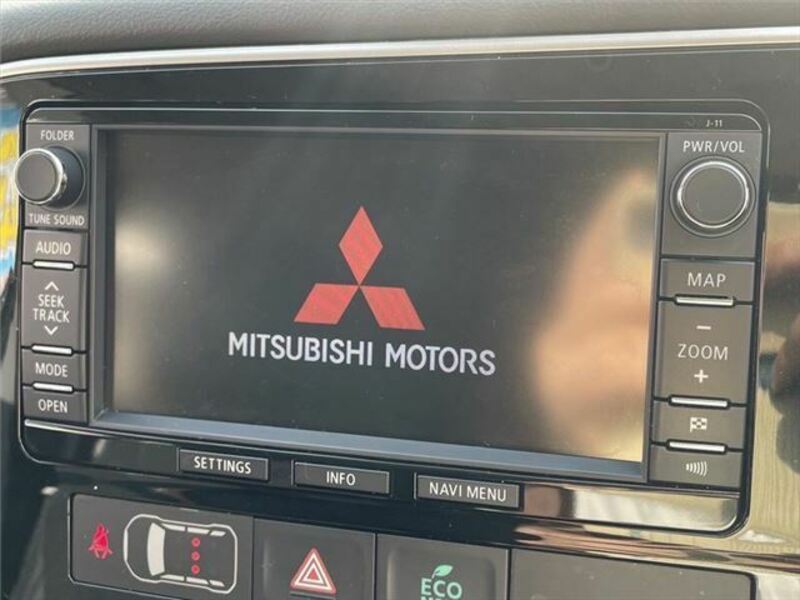 J-11
FOLDER
TUNE SOUND
AUDIO
SEEK
TRACK
MODE
OPEN
MITSUBISHI MOTORS
PWR/VOL
MAP
ZOOM
SETTINGS
INFO
NAVI MENU
ECO